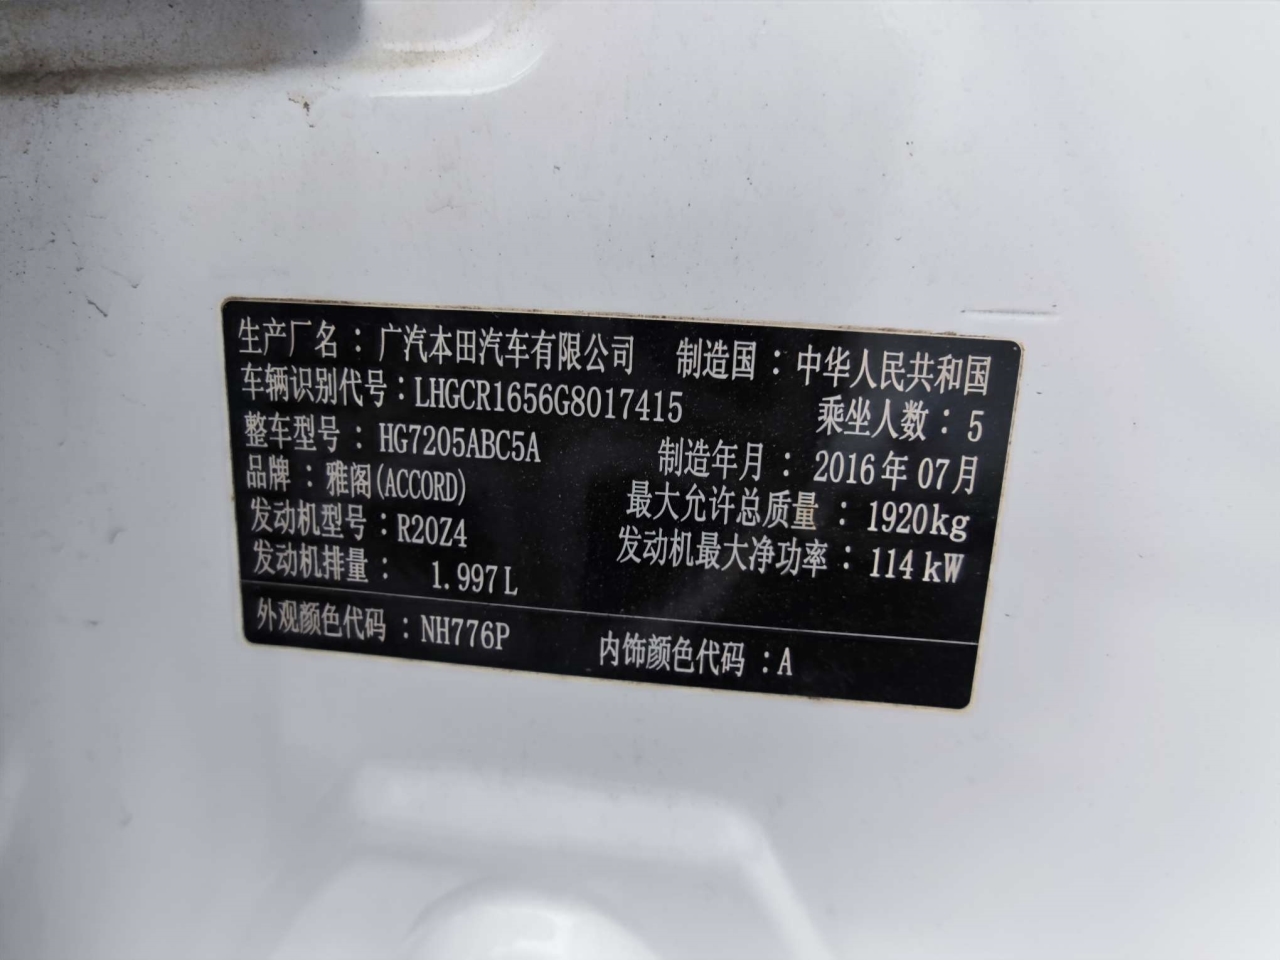 生产厂名：广汽本田汽车有限公司 制造国：中华人民共和国
车辆识别代号：LHGCR1656G8017415 乘坐人数：5
整车型号：HG7205ABC5A 制造年月：2016年07月
品牌：雅阁(ACCORD) 最大允许总质量：1920kg
发动机型号：R20Z4 发动机最大净功率：114kW
发动机排量：1.997L
外观颜色代码：NH776P 内饰颜色代码：A